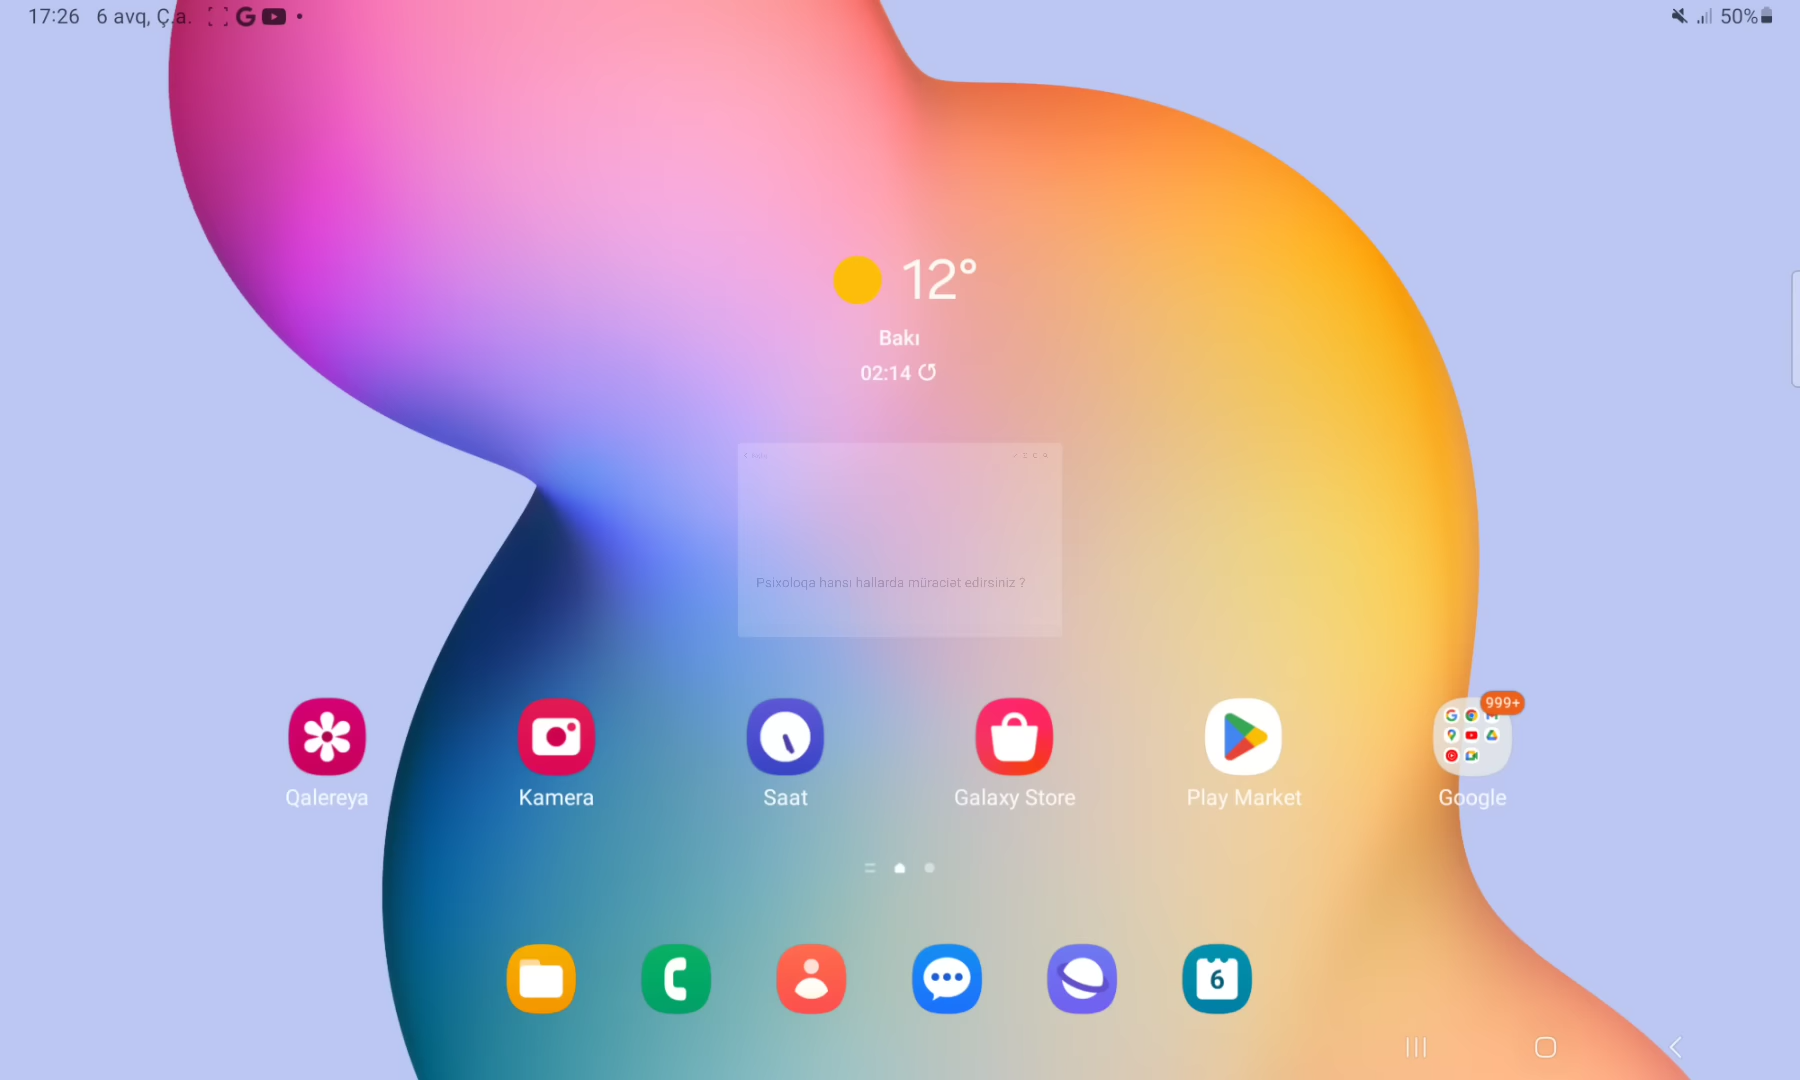 17:26 6 avq, Ç.a.
50%
12°
Bakı
02:14
Psixoloqa hansı hallarda müraciət edirsiniz ?
999+
Qalereya
Kamera
Saat
Galaxy Store
Play Market
Google
6